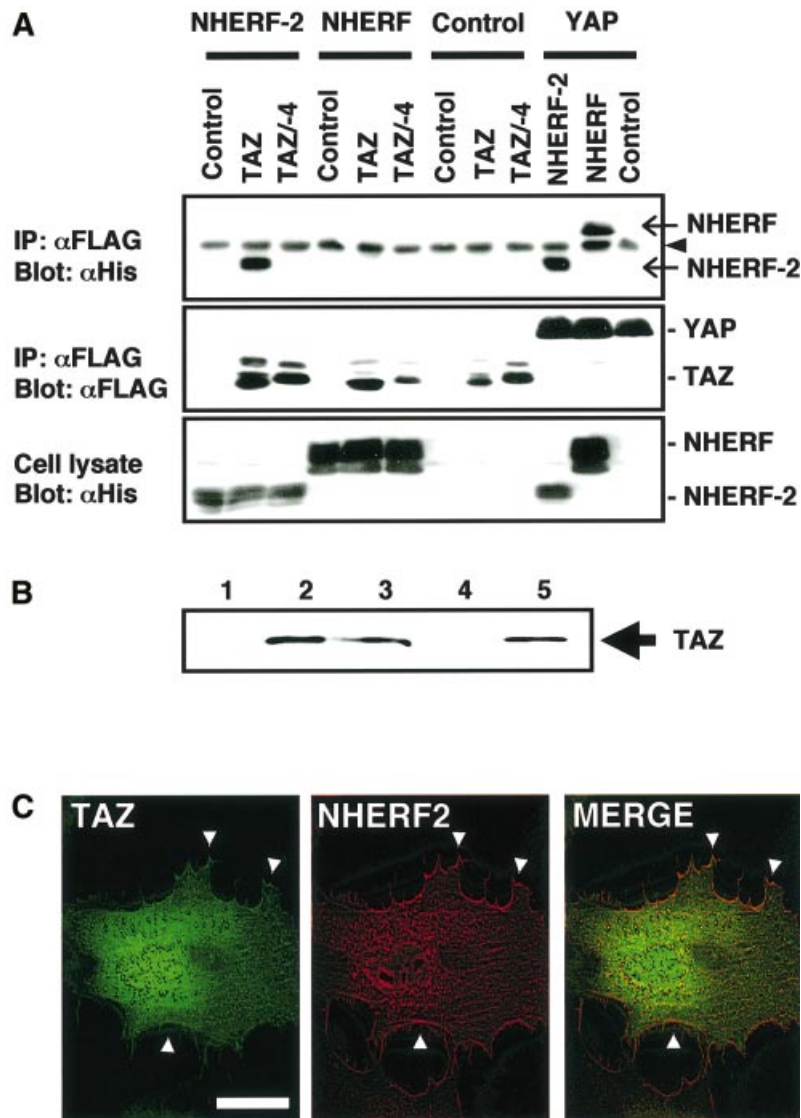 A
NHERF-2 NHERF Control YAP
Control TAZ TAZ/-4 Control TAZ TAZ/-4 Control TAZ TAZ/-4 NHERF-2 NHERF Control
IP: αFLAG
Blot: αHis
NHERF
NHERF-2
IP: αFLAG
Blot: αFLAG
- YAP
- TAZ
Cell lysate
Blot: αHis
- NHERF
- NHERF-2
B
1 2 3 4 5
TAZ
C
TAZ NHERF2 MERGE